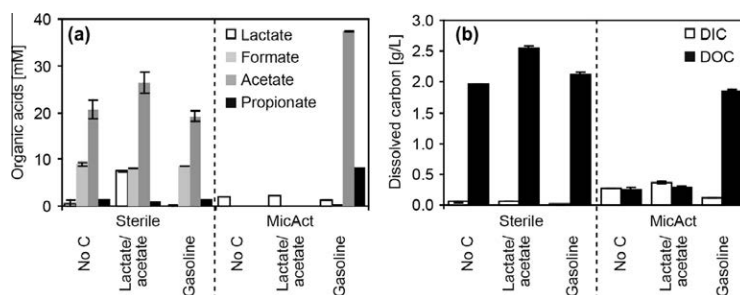 (a)
Organic acids [mM]
40
30
20
10
0
Lactate
Formate
Acetate
Propionate
Sterile
MicAct
No C
Lactate/
acetate
Gasoline
No C
Lactate/
acetate
Gasoline
(b)
Dissolved carbon [g/L]
3.0
2.5
2.0
1.5
1.0
0.5
0.0
DIC
DOC
Sterile
MicAct
No C
Lactate/
acetate
Gasoline
No C
Lactate/
acetate
Gasoline